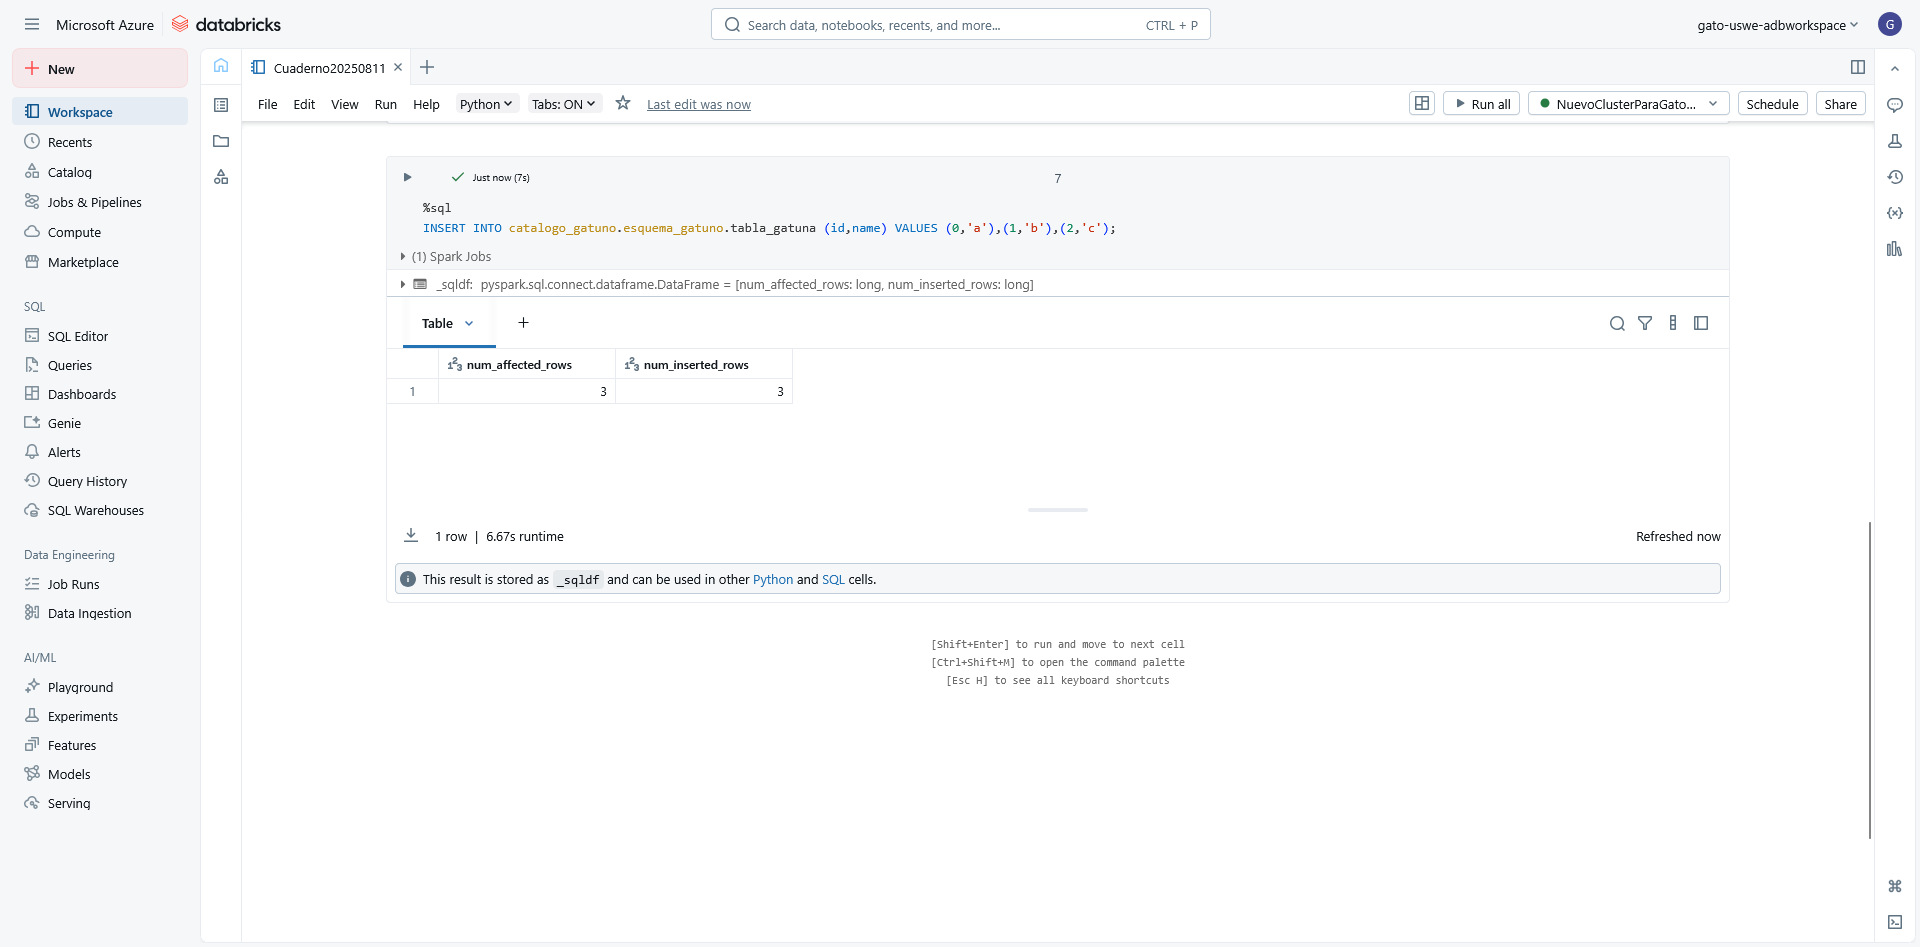 Microsoft Azure databricks
Search data, notebooks, recents, and more... CTRL + P
gato-uswe-adbworkspace G
New
Workspace
Recents
Catalog
Jobs & Pipelines
Compute
Marketplace
SQL
SQL Editor
Queries
Dashboards
Genie
Alerts
Query History
SQL Warehouses
Data Engineering
Job Runs
Data Ingestion
AI/ML
Playground
Experiments
Features
Models
Serving
Cuaderno20250811
File Edit View Run Help Python Tabs: ON Last edit was now
Run all NuevoClusterParaGato... Schedule Share
Just now (7s) 7
%sql
INSERT INTO catalogo_gatuno.esquema_gatuno.tabla_gatuna (id,name) VALUES (0,'a'),(1,'b'),(2,'c');
(1) Spark Jobs
_sqldf: pyspark.sql.connect.dataframe.DataFrame = [num_affected_rows: long, num_inserted_rows: long]
Table
num_affected_rows num_inserted_rows
1 3 3
1 row | 6.67s runtime Refreshed now
This result is stored as _sqldf and can be used in other Python and SQL cells.
[Shift+Enter] to run and move to next cell
[Ctrl+Shift+M] to open the command palette
[Esc H] to see all keyboard shortcuts